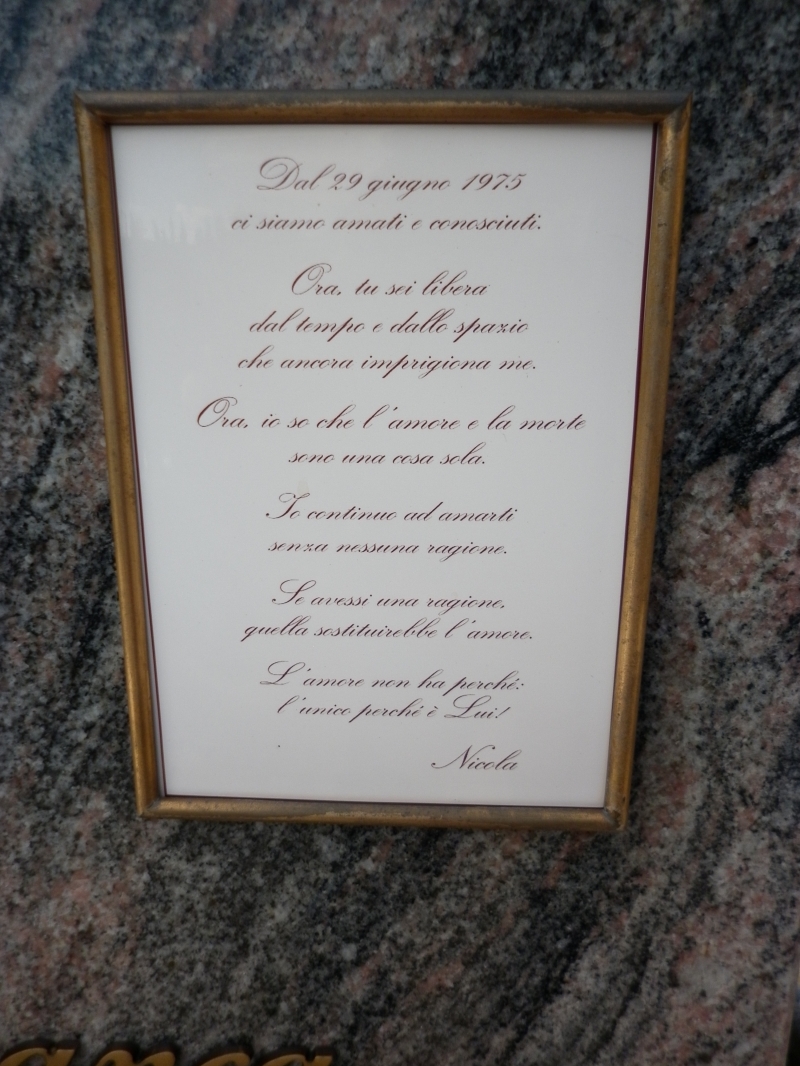 Dal 29 giugno 1975
ci siamo amati e conosciuti.
Ora, tu sei libera
dal tempo e dallo spazio
che ancora imprigiona me.
Ora, io so che l'amore e la morte
sono una cosa sola.
Io continuo ad amarti
senza nessuna ragione.
Se avessi una ragione,
quella sostituirebbe l'amore.
L'amore non ha perché:
l'unico perché è Lui!
Nicola